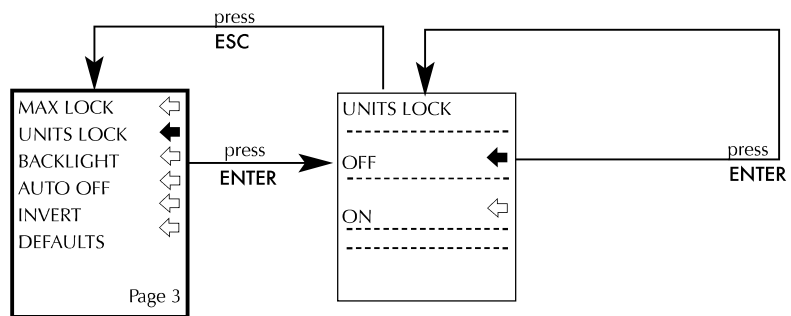 press
ESC
MAX LOCK
UNITS LOCK
BACKLIGHT
AUTO OFF
INVERT
DEFAULTS
Page 3
press
ENTER
UNITS LOCK
OFF
ON
press
ENTER